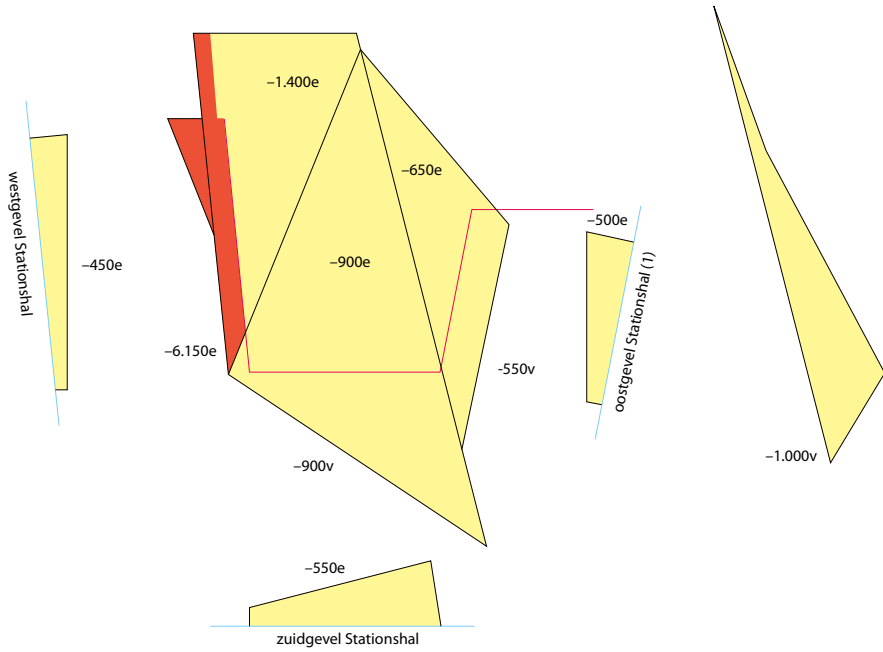 –1.400e
–650e
–500e
westgevel Stationshal
–450e
–900e
oostgevel Stationshal (1)
–6.150e
-550v
–900v
–1.000v
–550e
zuidgevel Stationshal